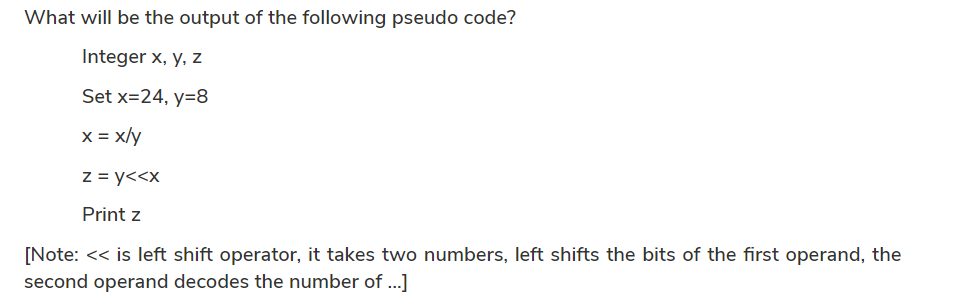 What will be the output of the following pseudo code?
Integer x, y, z
Set x=24, y=8
x = x/y
z = y<<x
Print z
[Note: << is left shift operator, it takes two numbers, left shifts the bits of the first operand, the
second operand decodes the number of ...]